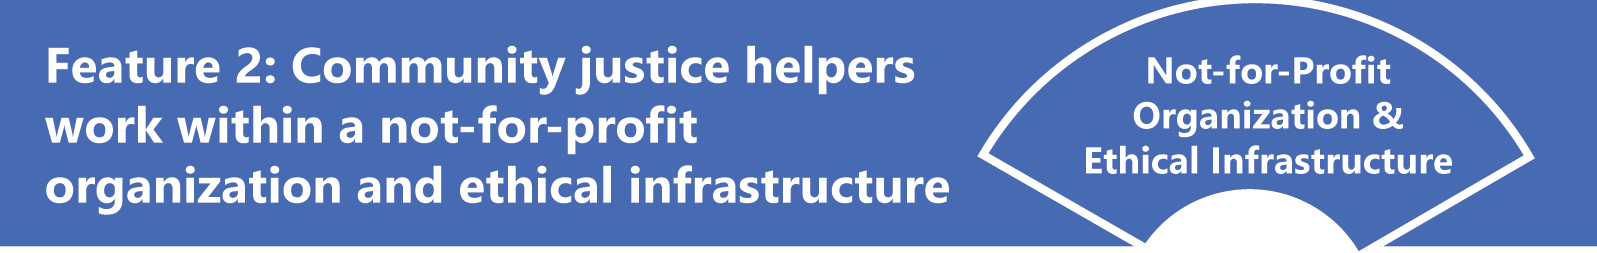 Feature 2: Community justice helpers
work within a not-for-profit
organization and ethical infrastructure
Not-for-Profit
Organization &
Ethical Infrastructure